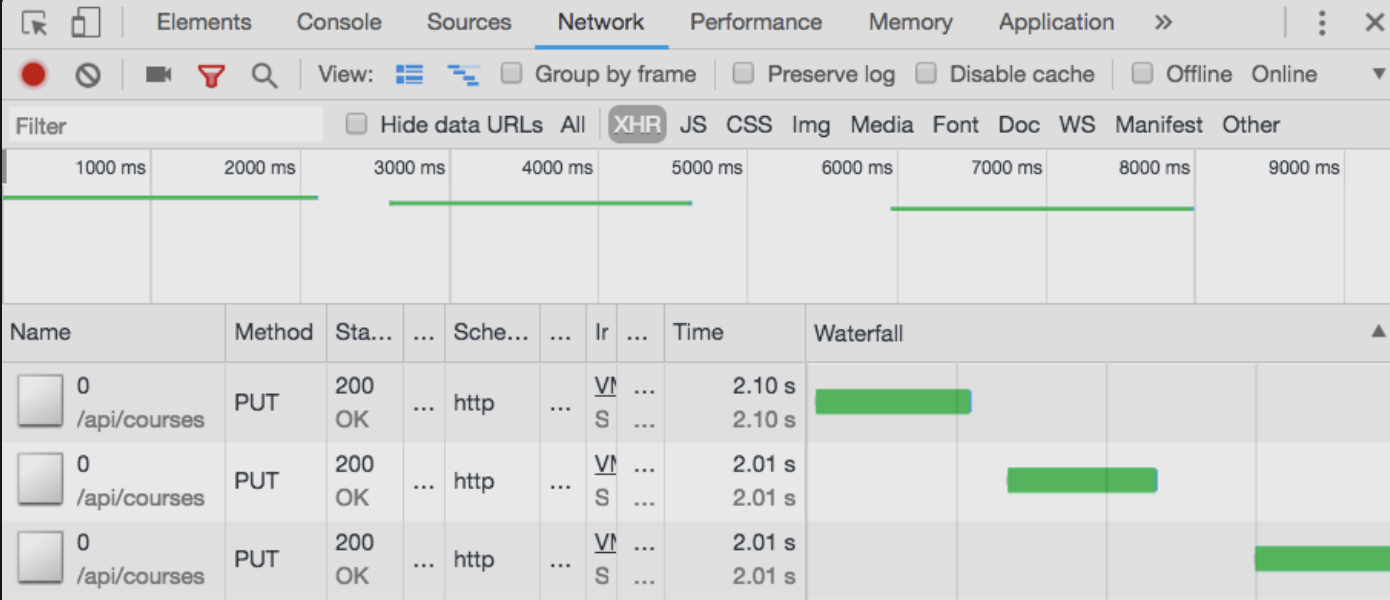 Elements Console Sources Network Performance Memory Application »
View: Group by frame Preserve log Disable cache Offline Online
Filter Hide data URLs All XHR JS CSS Img Media Font Doc WS Manifest Other
1000 ms 2000 ms 3000 ms 4000 ms 5000 ms 6000 ms 7000 ms 8000 ms 9000 ms
Name Method Sta... ... Sche... ... Ir ... Time Waterfall
0 200 2.10 s
/api/courses PUT OK ... http ... S ... 2.10 s
0 200 2.01 s
/api/courses PUT OK ... http ... S ... 2.01 s
0 200 2.01 s
/api/courses PUT OK ... http ... S ... 2.01 s